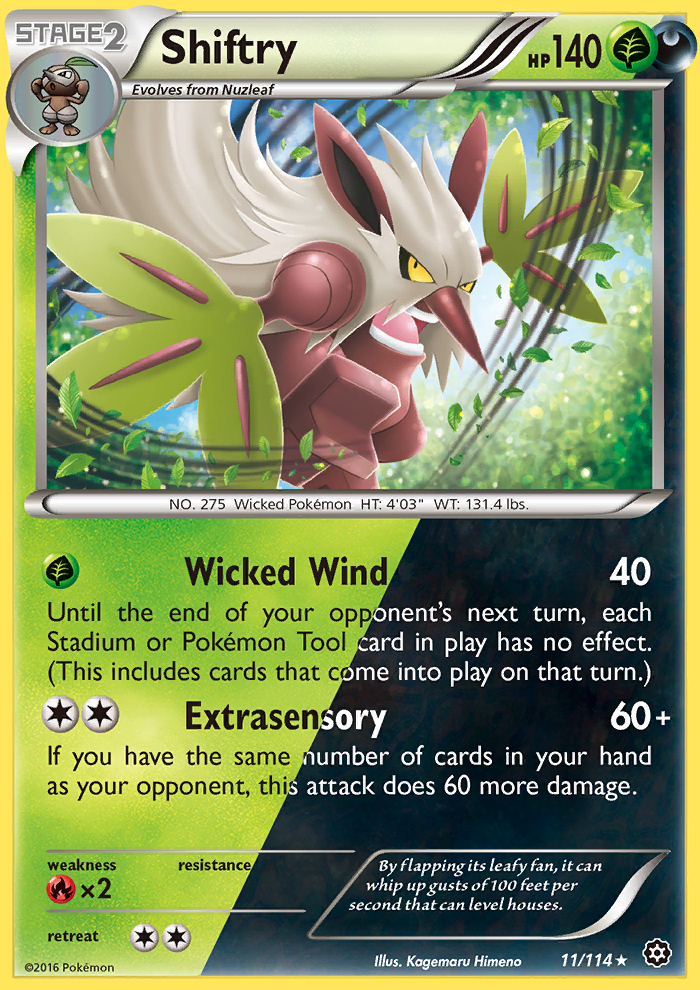 STAGE2
Shiftry
HP140
Evolves from Nuzleaf
NO. 275 Wicked Pokémon HT: 4'03" WT: 131.4 lbs.
Wicked Wind 40
Until the end of your opponent's next turn, each
Stadium or Pokémon Tool card in play has no effect.
(This includes cards that come into play on that turn.)
Extrasensory 60+
If you have the same number of cards in your hand
as your opponent, this attack does 60 more damage.
weakness resistance
×2
By flapping its leafy fan, it can
whip up gusts of 100 feet per
second that can level houses.
retreat
©2016 Pokémon
Illus. Kagemaru Himeno 11/114 ★